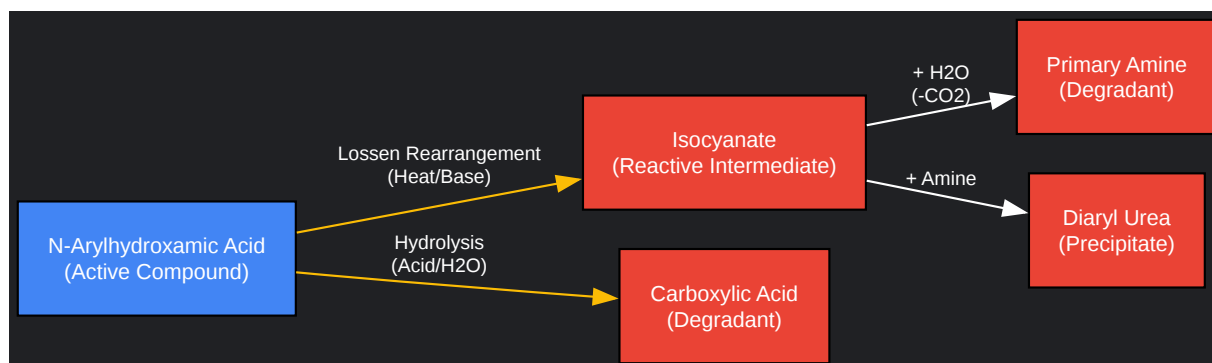 N-Arylhydroxamic Acid
(Active Compound)
Lossen Rearrangement
(Heat/Base)
Hydrolysis
(Acid/H2O)
Isocyanate
(Reactive Intermediate)
Carboxylic Acid
(Degradant)
+ H2O
(-CO2)
+ Amine
Primary Amine
(Degradant)
Diaryl Urea
(Precipitate)